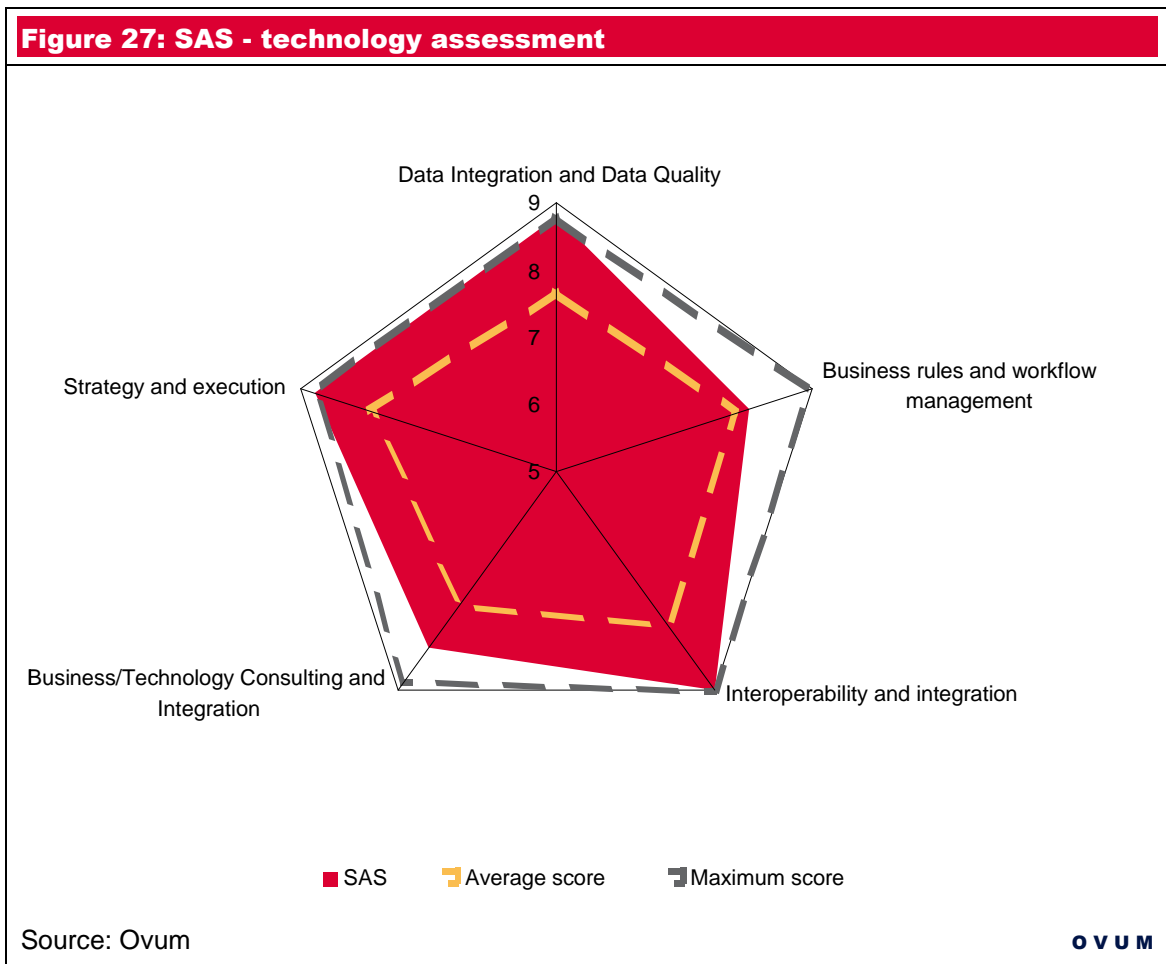 Figure 27: SAS - technology assessment
Data Integration and Data Quality
9
8
7
6
5
Business rules and workflow
management
Strategy and execution
Business/Technology Consulting and
Integration
Interoperability and integration
SAS Average score Maximum score
Source: Ovum OVUM